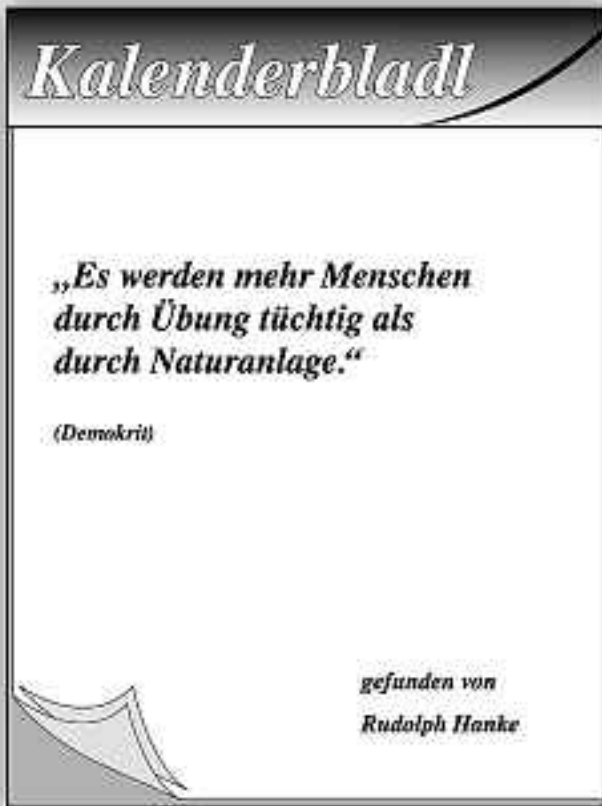 Kalenderbladl
„Es werden mehr Menschen
durch Übung tüchtig als
durch Naturanlage.“
(Demokrit)
gefunden von
Rudolph Hanke